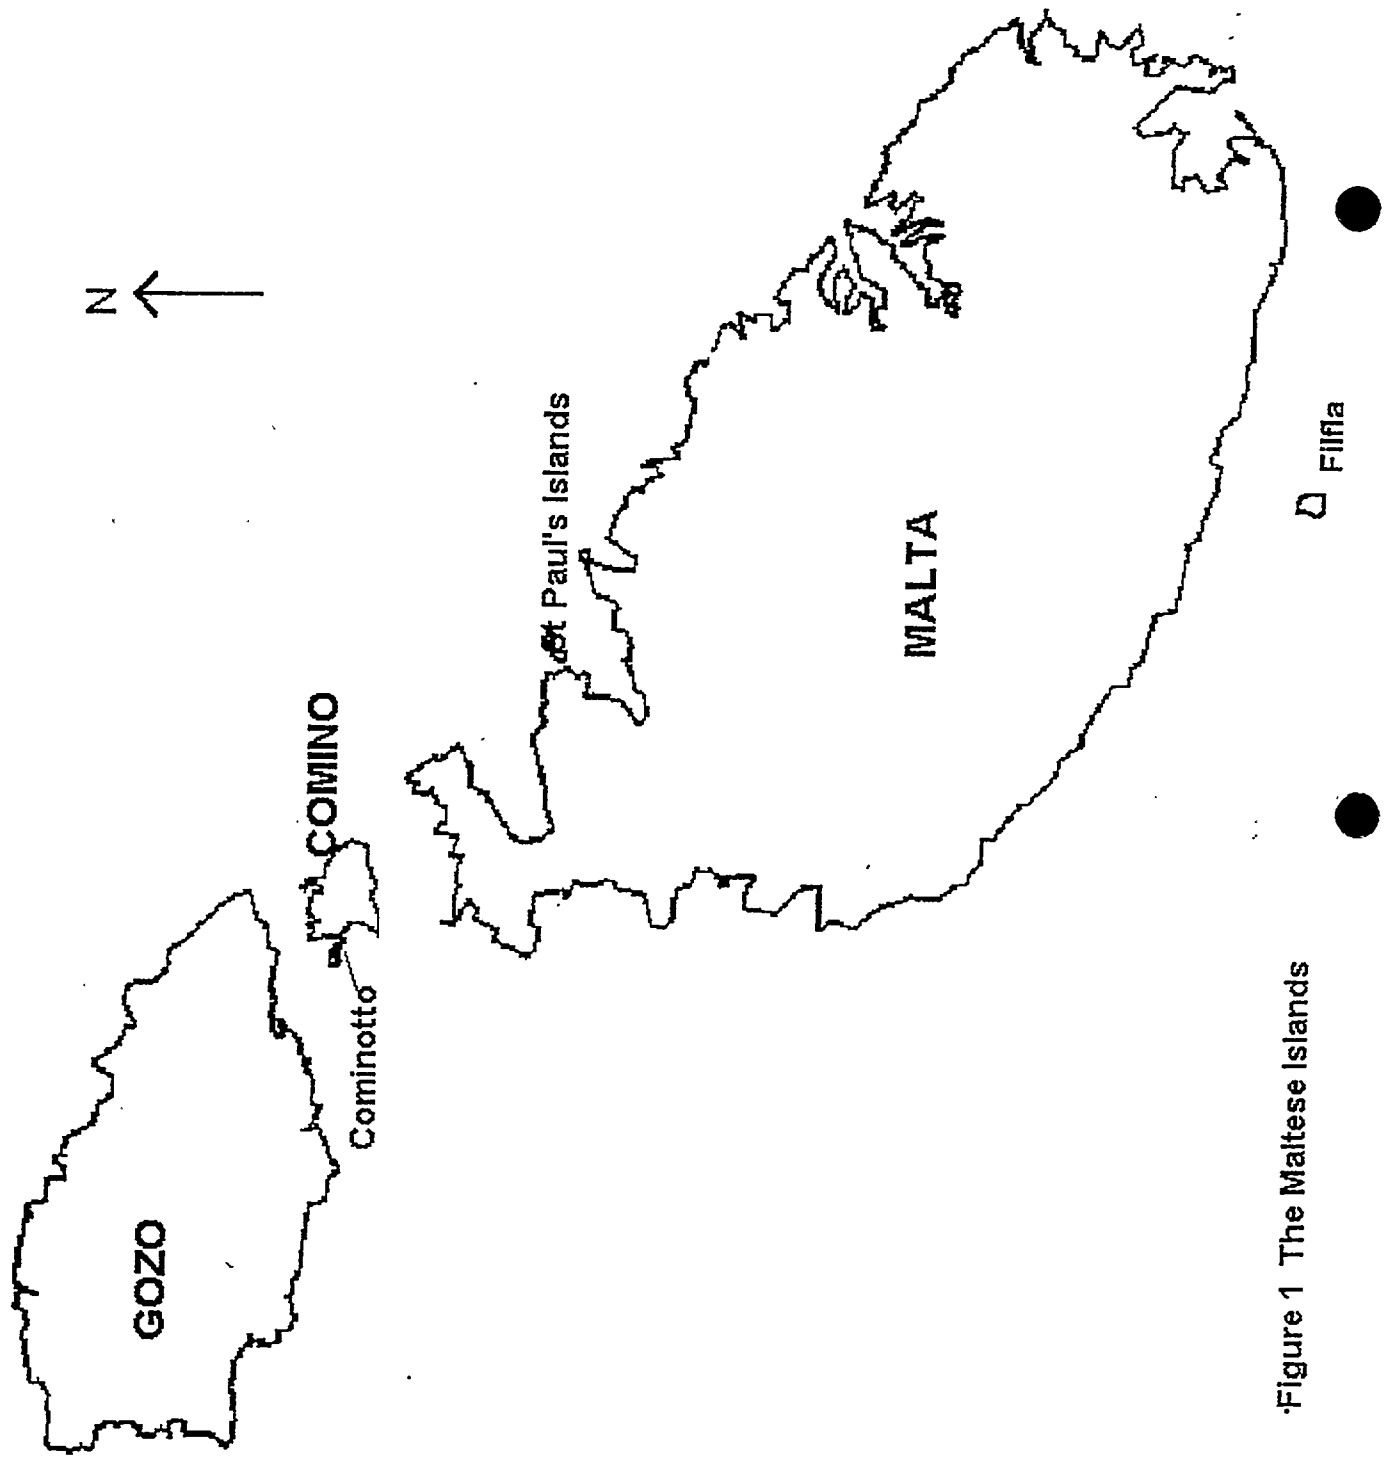 N
GOZO
COMINO
Cominotto
St Paul's Islands
MALTA
Filfla
Figure 1 The Maltese Islands